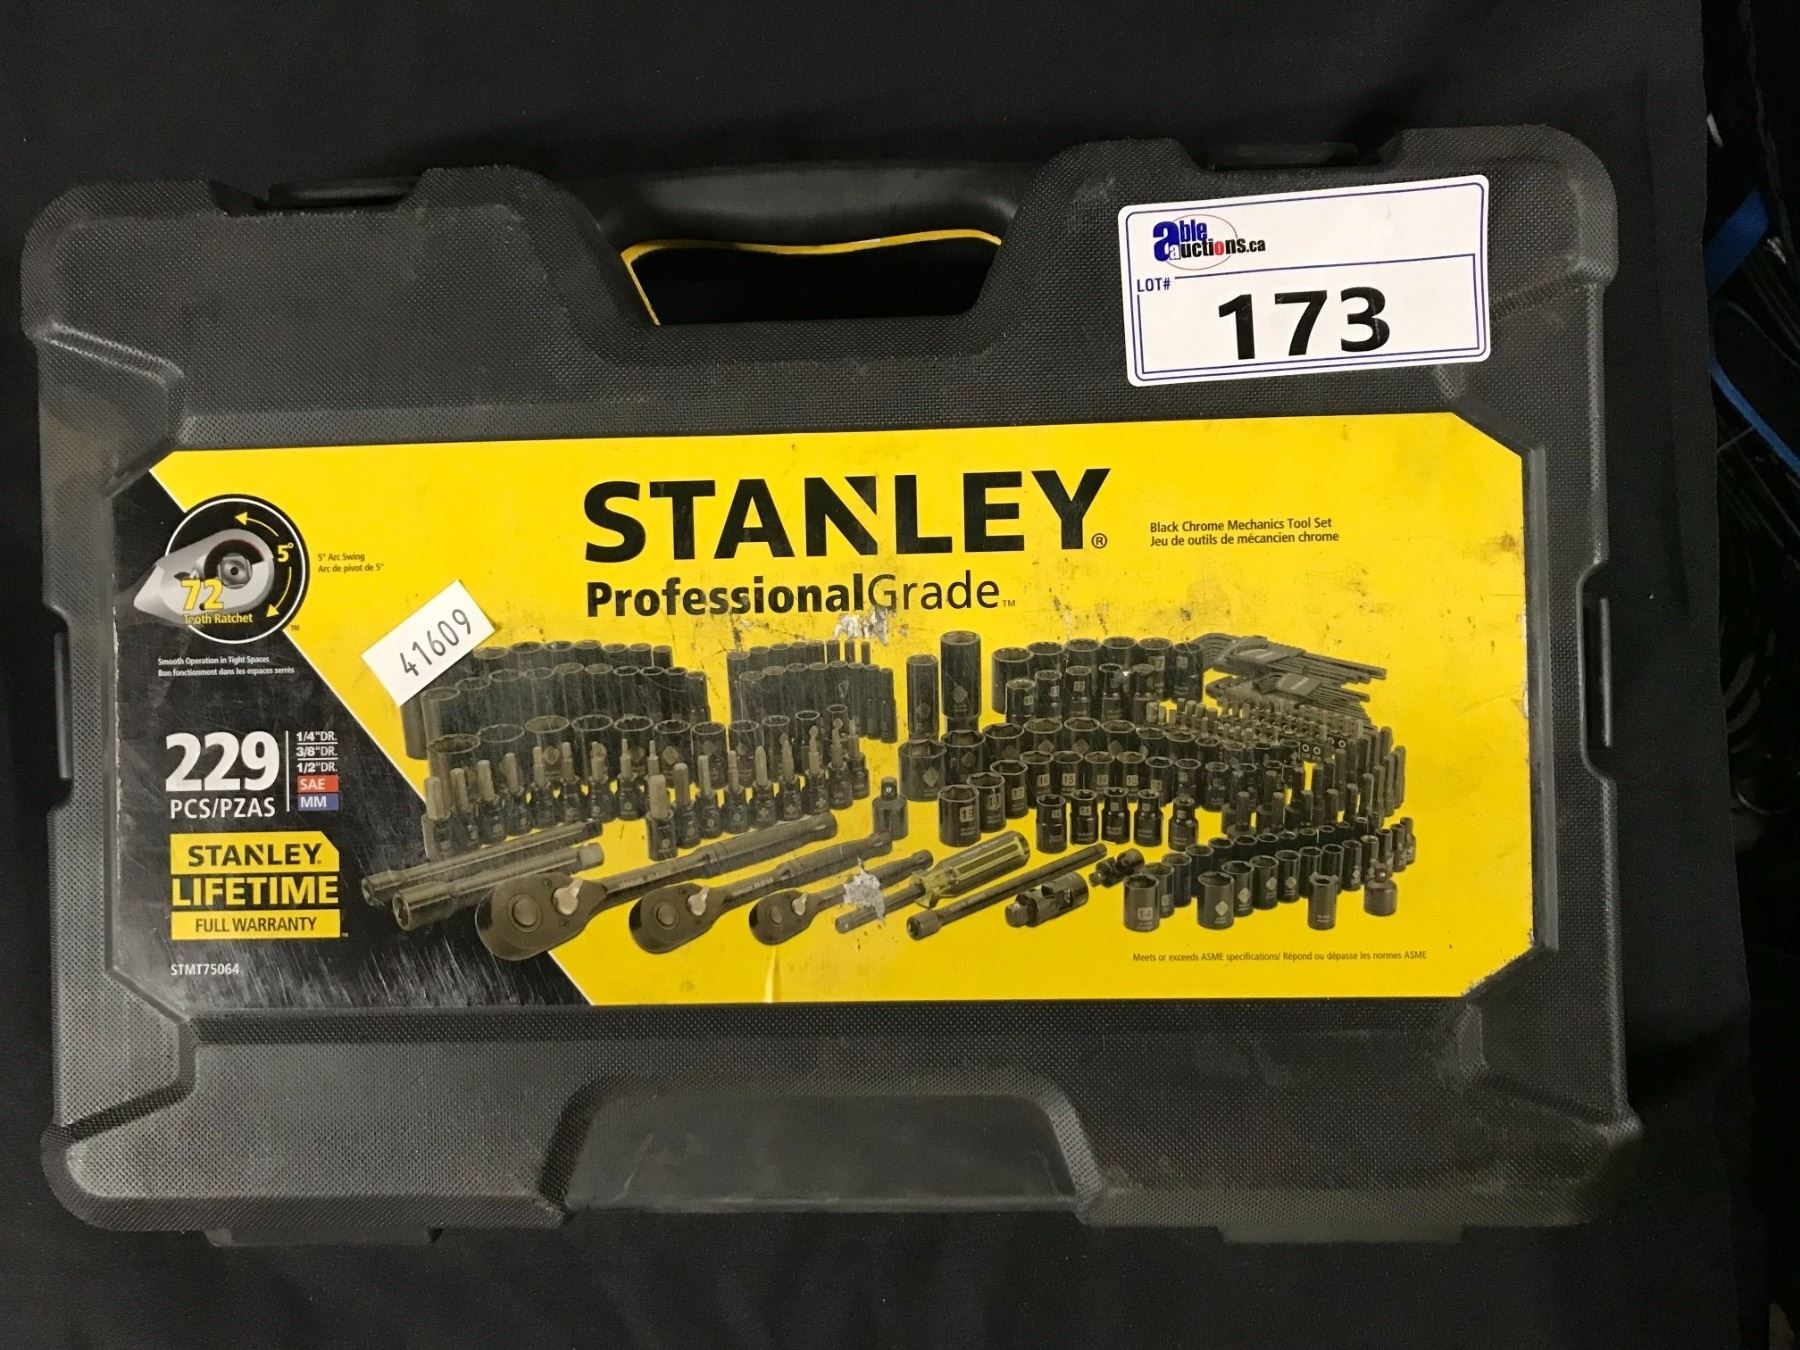 able auctions.ca
LOT#
173
STANLEY®
ProfessionalGrade™
Black Chrome Mechanics Tool Set
Jeu de outils de mécancien chrome
5°
5° Arc Swing
Arc de pivot de 5°
72
Tooth Ratchet
™
Smooth Operation in Tight Spaces
Bon fonctionnement dans les espaces serrés
41609
229
PCS/PZAS
1/4"DR.
3/8"DR.
1/2"DR.
SAE
MM
STANLEY®
LIFETIME
FULL WARRANTY™
STMT75064
Meets or exceeds ASME specifications/ Répond ou dépasse les normes ASME